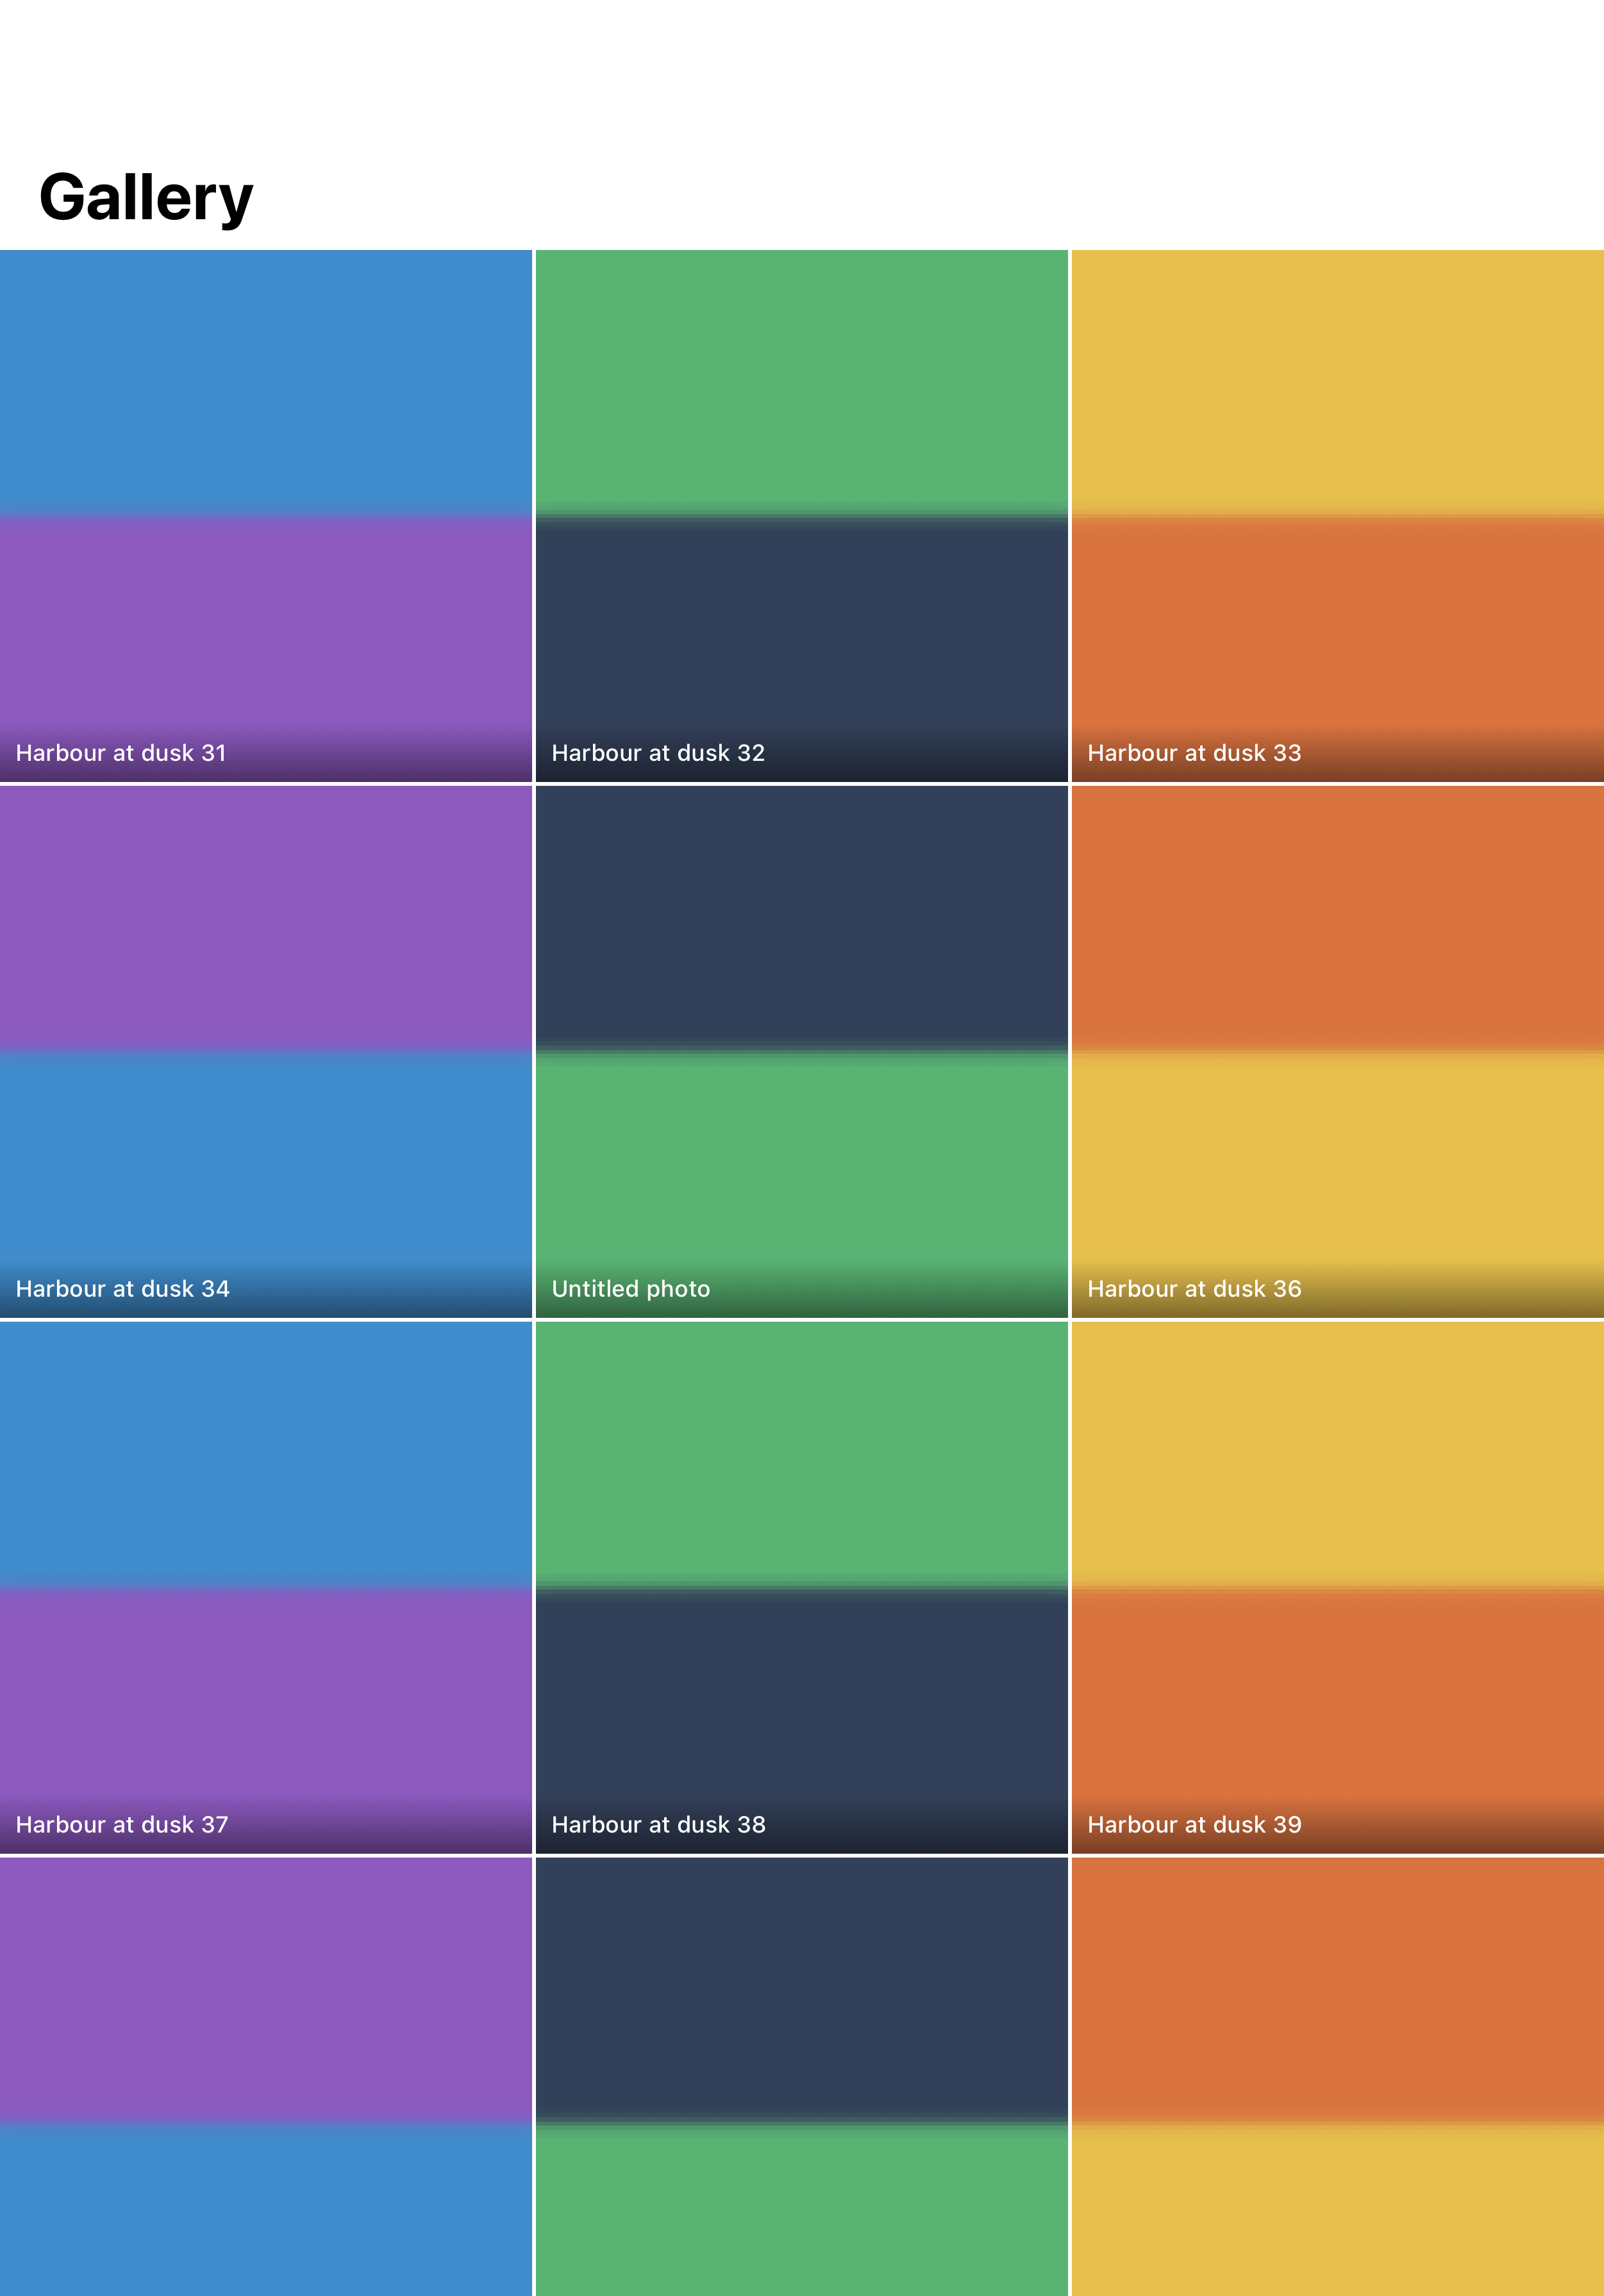 Gallery
Harbour at dusk 31
Harbour at dusk 32
Harbour at dusk 33
Harbour at dusk 34
Untitled photo
Harbour at dusk 36
Harbour at dusk 37
Harbour at dusk 38
Harbour at dusk 39